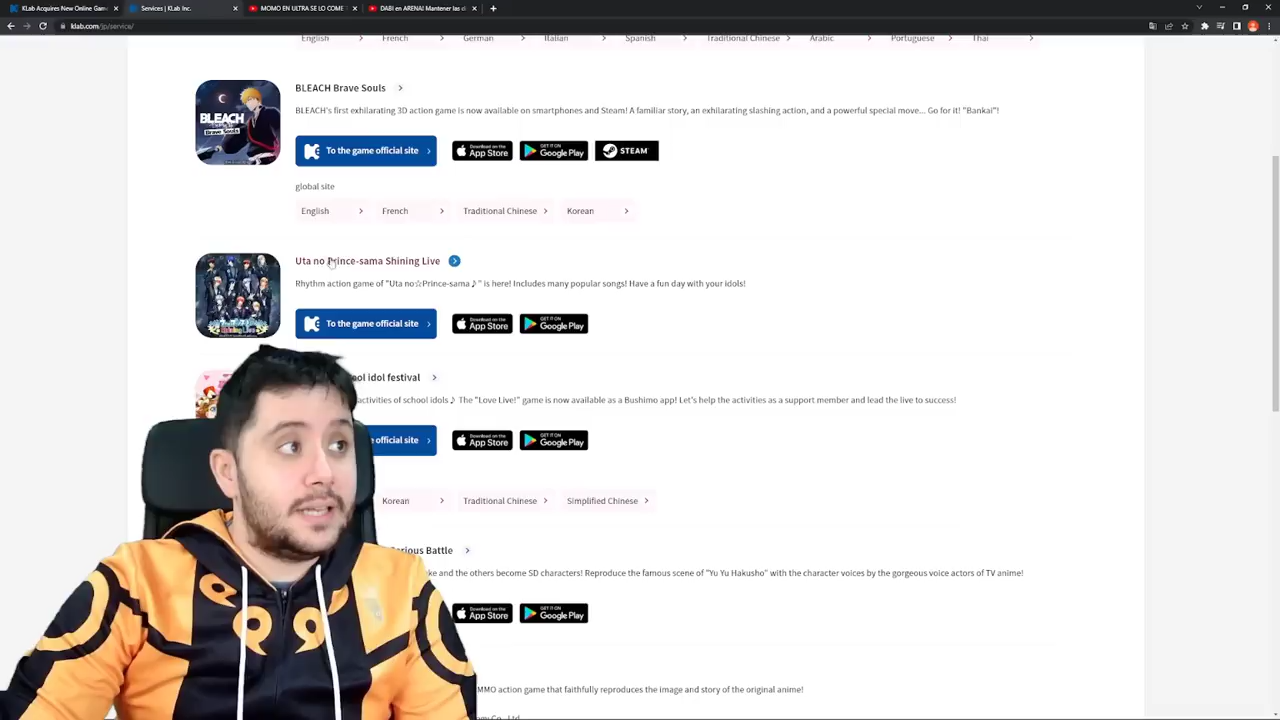 KLab Acquires New Online Gam
Services | KLab Inc.
MOMO EN ULTRA SE LO COME
DABI en ARENA! Mantener las d
klab.com/jp/service/
English French German Italian Spanish Traditional Chinese Arabic Portuguese Thai
BLEACH Brave Souls
BLEACH
Brave Souls
BLEACH's first exhilarating 3D action game is now available on smartphones and Steam! A familiar story, an exhilarating slashing action, and a powerful special move... Go for it! "Bankai"!
To the game official site
Download on the App Store
GET IT ON Google Play
STEAM
global site
English French Traditional Chinese Korean
Uta no Prince-sama Shining Live
Rhythm action game of "Uta no☆Prince-sama♪" is here! Includes many popular songs! Have a fun day with your idols!
Shining Live
To the game official site
Download on the App Store
GET IT ON Google Play
ool idol festival
activities of school idols♪ The "Love Live!" game is now available as a Bushimo app! Let's help the activities as a support member and lead the live to success!
e official site
Download on the App Store
GET IT ON Google Play
Korean Traditional Chinese Simplified Chinese
erious Battle
ke and the others become SD characters! Reproduce the famous scene of "Yu Yu Hakusho" with the character voices by the gorgeous voice actors of TV anime!
Download on the App Store
GET IT ON Google Play
MMO action game that faithfully reproduces the image and story of the original anime!